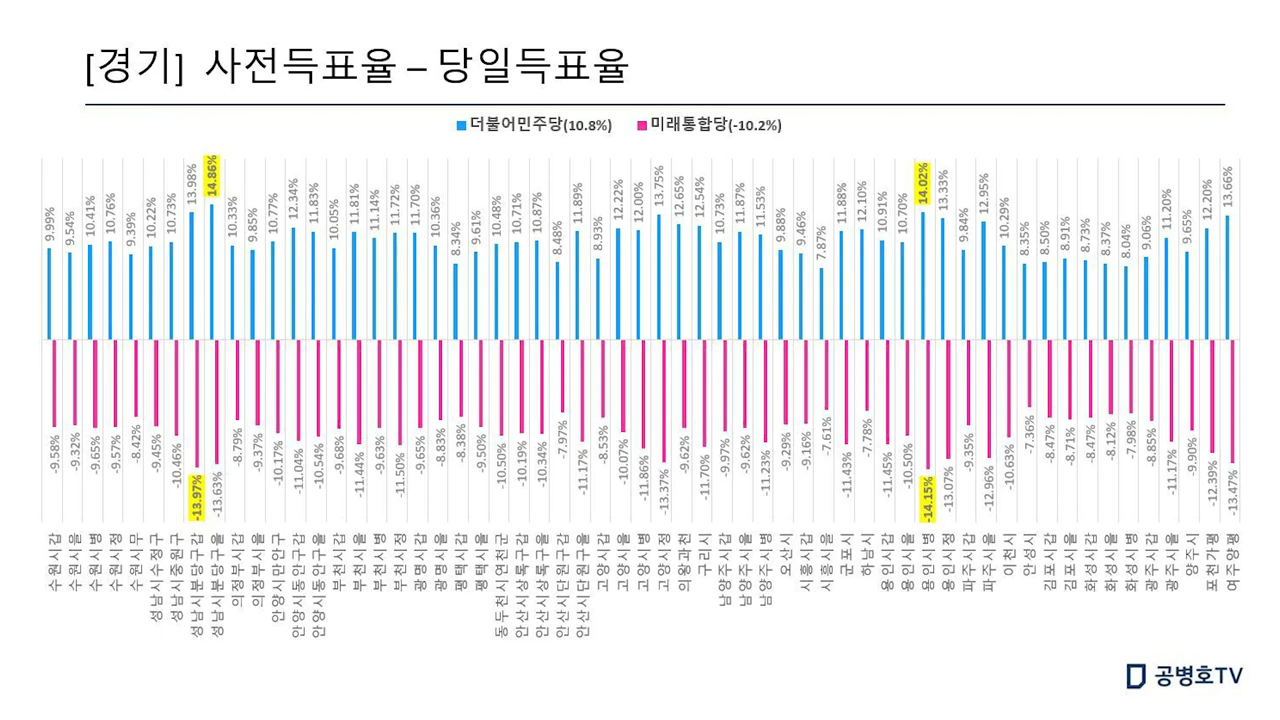 [경기] 사전득표율 – 당일득표율
더불어민주당(10.8%) 미래통합당(-10.2%)
9.99% 9.54% 10.41% 10.76% 9.39% 10.22% 10.73% 13.98% 14.86% 10.33% 9.85% 10.77% 12.34% 11.83% 10.05% 11.81% 11.14% 11.72% 11.70% 10.36% 8.34% 9.61% 10.48% 10.71% 10.87% 8.48% 11.89% 8.93% 12.22% 12.00% 13.75% 12.65% 12.54% 10.73% 11.87% 11.53% 9.88% 9.46% 7.87% 11.88% 12.10% 10.91% 10.70% 14.02% 13.33% 9.84% 12.95% 10.29% 8.35% 8.50% 8.91% 8.73% 8.37% 8.04% 9.06% 11.20% 9.65% 12.20% 13.66%
-9.58% -9.32% -9.65% -9.57% -8.42% -9.45% -10.46% -13.97% -13.63% -8.79% -9.37% -10.17% -11.04% -10.54% -9.68% -11.44% -9.63% -11.50% -9.65% -8.83% -8.38% -9.50% -10.50% -10.19% -10.34% -7.97% -11.17% -8.53% -10.07% -11.86% -13.37% -9.62% -11.70% -9.97% -9.62% -11.23% -9.29% -9.16% -7.61% -11.43% -7.78% -11.45% -10.50% -14.15% -13.07% -9.35% -12.96% -10.63% -7.36% -8.47% -8.71% -8.47% -8.12% -7.98% -8.85% -11.17% -9.90% -12.39% -13.47%
수원시갑 수원시을 수원시병 수원시정 수원시무 성남시수정구 성남시중원구 성남시분당구갑 성남시분당구을 의정부시갑 의정부시을 안양시만안구 안양시동안구갑 안양시동안구을 부천시갑 부천시을 부천시병 부천시정 광명시갑 광명시을 평택시갑 평택시을 동두천시연천군 안산시상록구갑 안산시상록구을 안산시단원구갑 안산시단원구을 고양시갑 고양시을 고양시병 고양시정 의왕과천 구리시 남양주시갑 남양주시을 남양주시병 오산시 시흥시갑 시흥시을 군포시 하남시 용인시갑 용인시을 용인시병 용인시정 파주시갑 파주시을 이천시 안성시 김포시갑 김포시을 화성시갑 화성시을 화성시병 광주시갑 광주시을 양주시 포천가평 여주양평
공병호TV